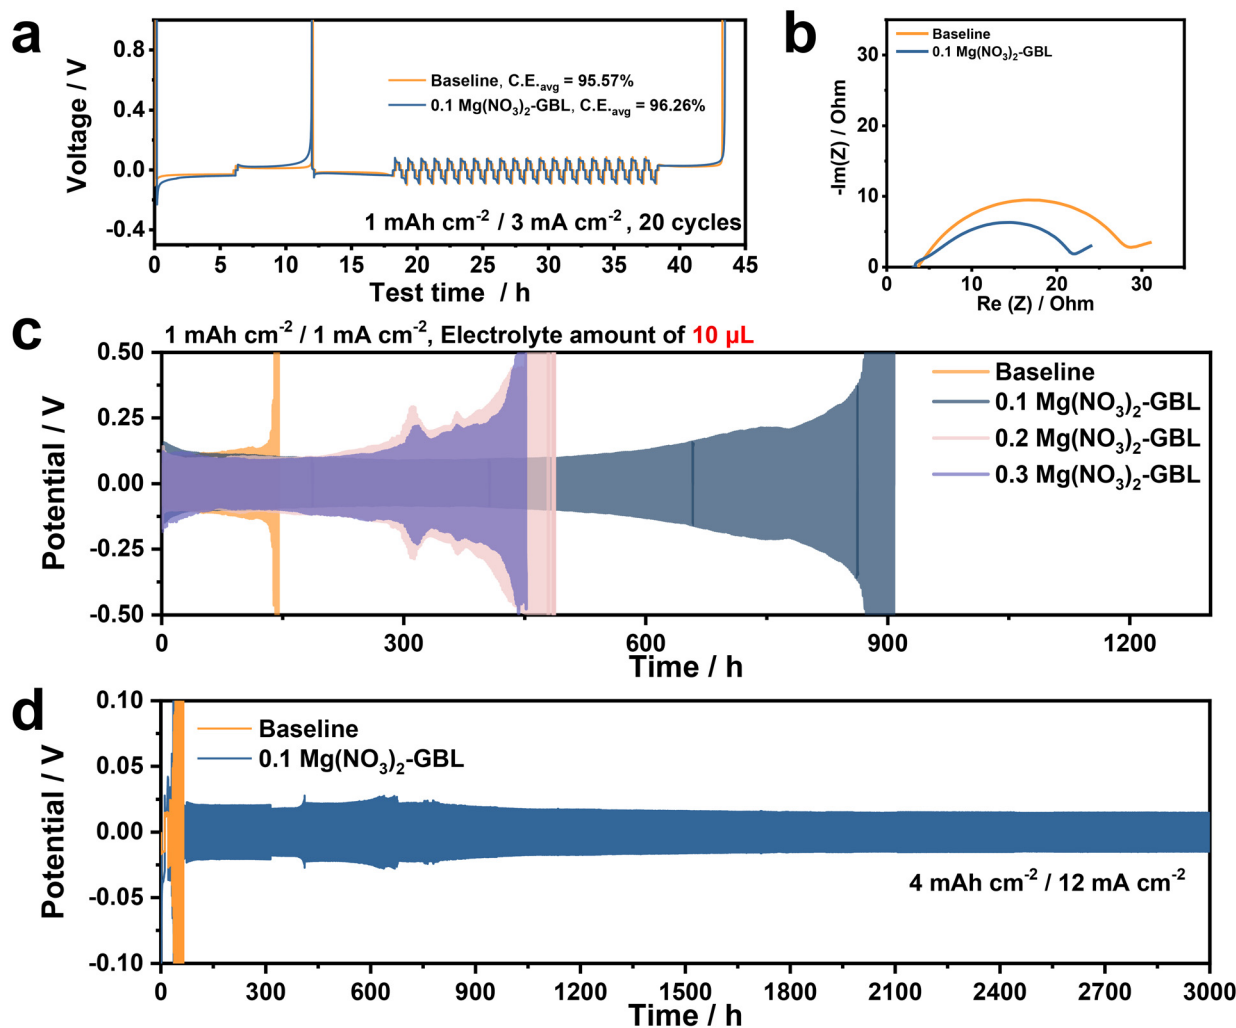 a
0.8
0.4
0.0
-0.4
Voltage / V
Baseline, C.E.avg = 95.57%
0.1 Mg(NO3)2-GBL, C.E.avg = 96.26%
1 mAh cm-2 / 3 mA cm-2 , 20 cycles
0 5 10 15 20 25 30 35 40 45
Test time / h
b
Baseline
0.1 Mg(NO3)2-GBL
30
20
10
0
-Im(Z) / Ohm
0 10 20 30
Re (Z) / Ohm
c
1 mAh cm-2 / 1 mA cm-2, Electrolyte amount of 10 µL
0.50
0.25
0.00
-0.25
-0.50
Potential / V
Baseline
0.1 Mg(NO3)2-GBL
0.2 Mg(NO3)2-GBL
0.3 Mg(NO3)2-GBL
0 300 600 900 1200
Time / h
d
0.10
0.05
0.00
-0.05
-0.10
Potential / V
Baseline
0.1 Mg(NO3)2-GBL
4 mAh cm-2 / 12 mA cm-2
0 300 600 900 1200 1500 1800 2100 2400 2700 3000
Time / h